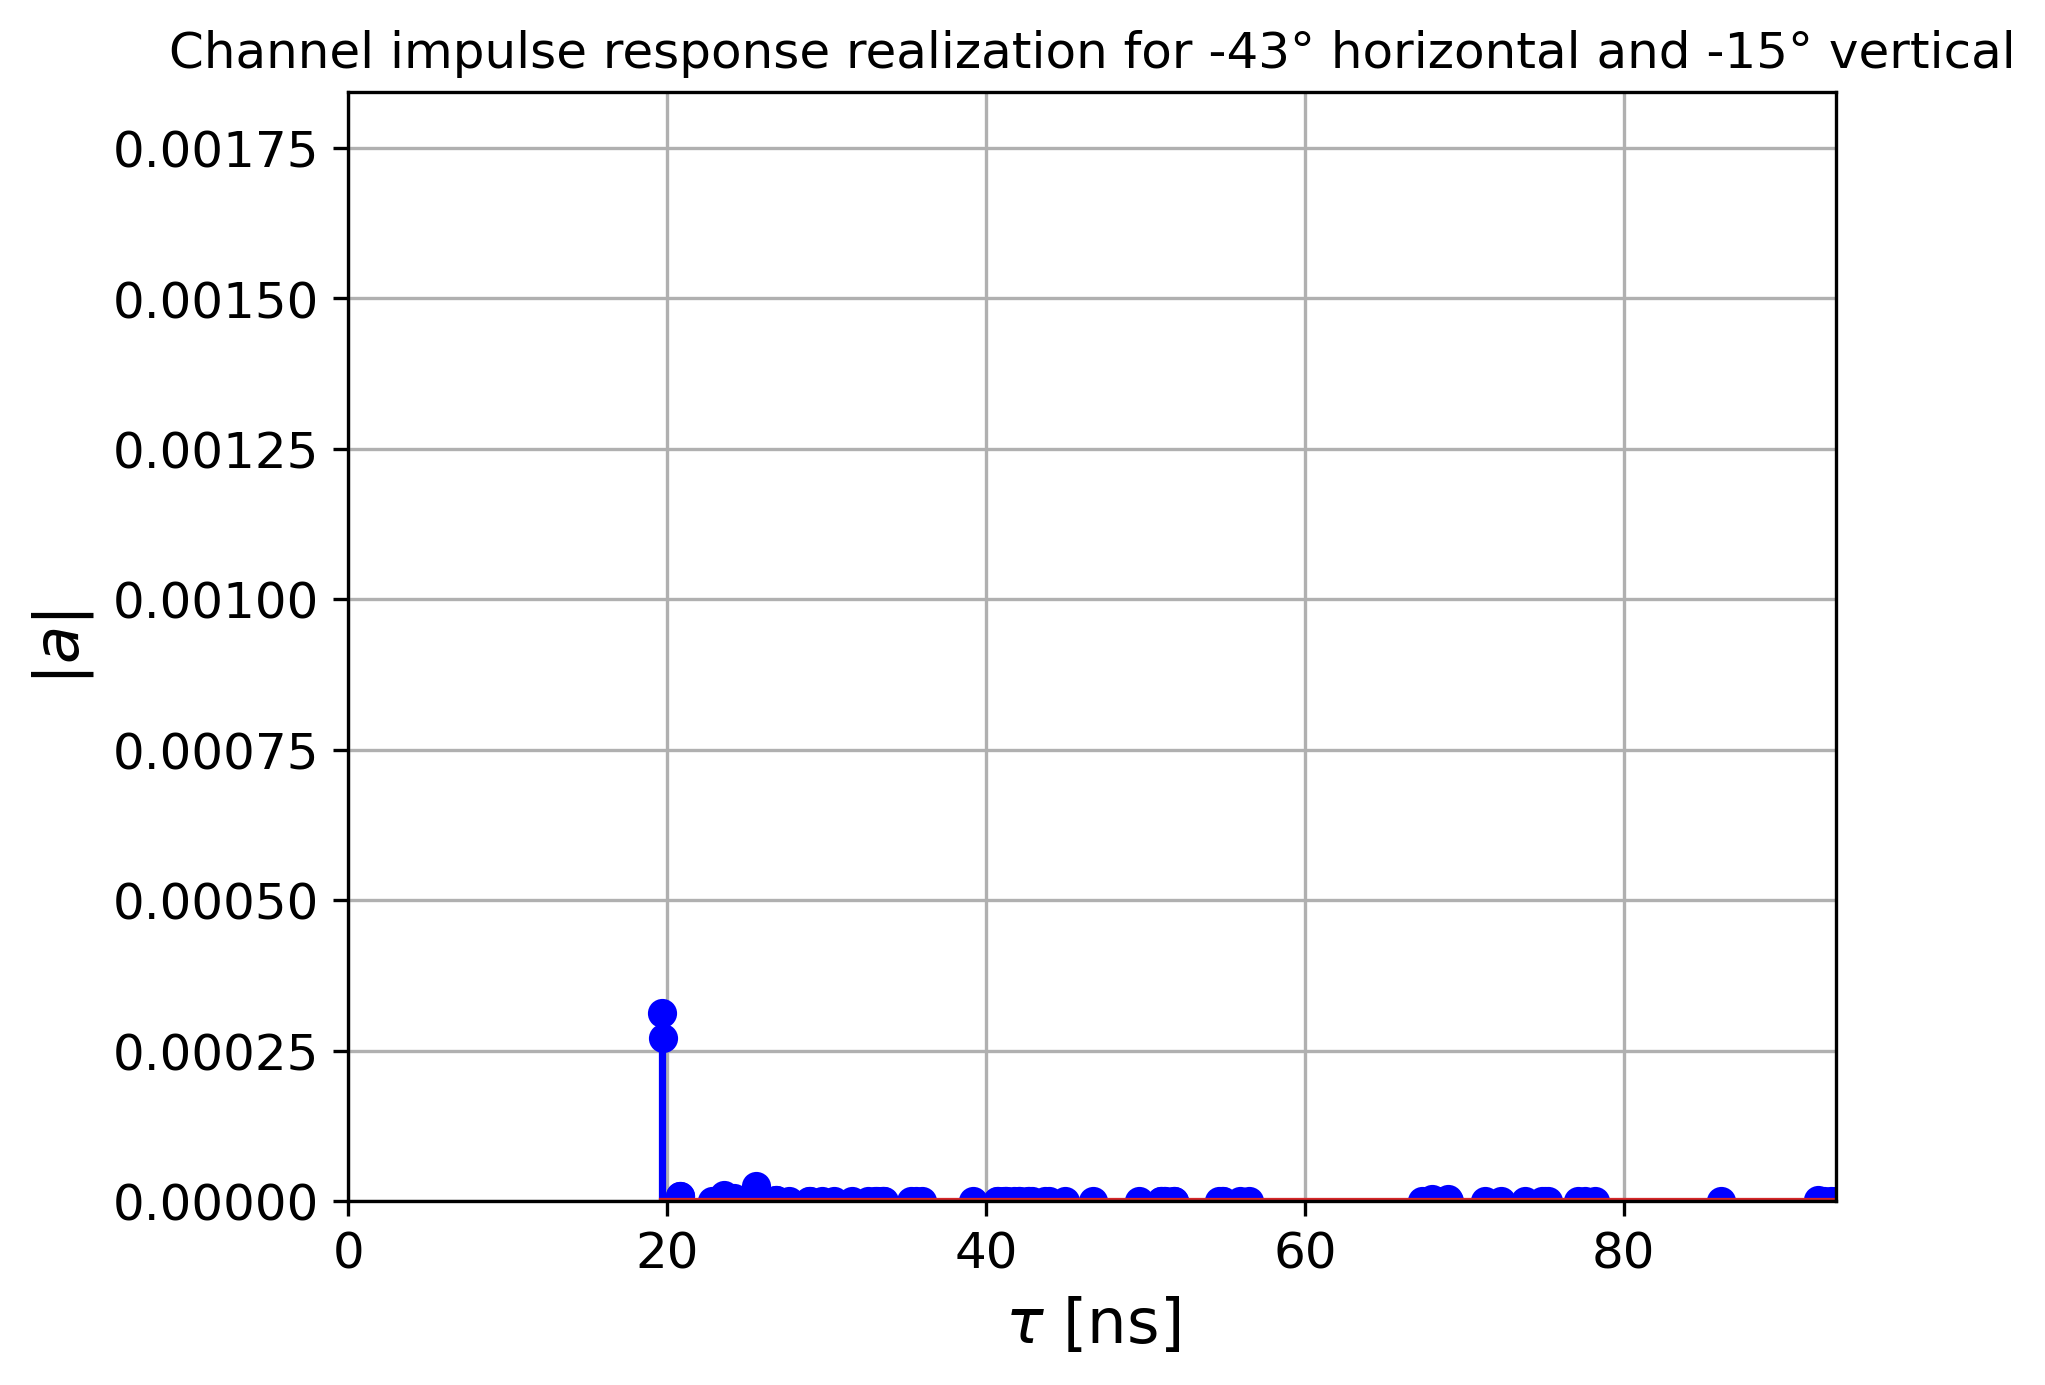 Channel impulse response realization for -43° horizontal and -15° vertical
0.00175
0.00150
0.00125
0.00100
0.00075
0.00050
0.00025
0.00000
|a|
0 20 40 60 80
τ [ns]